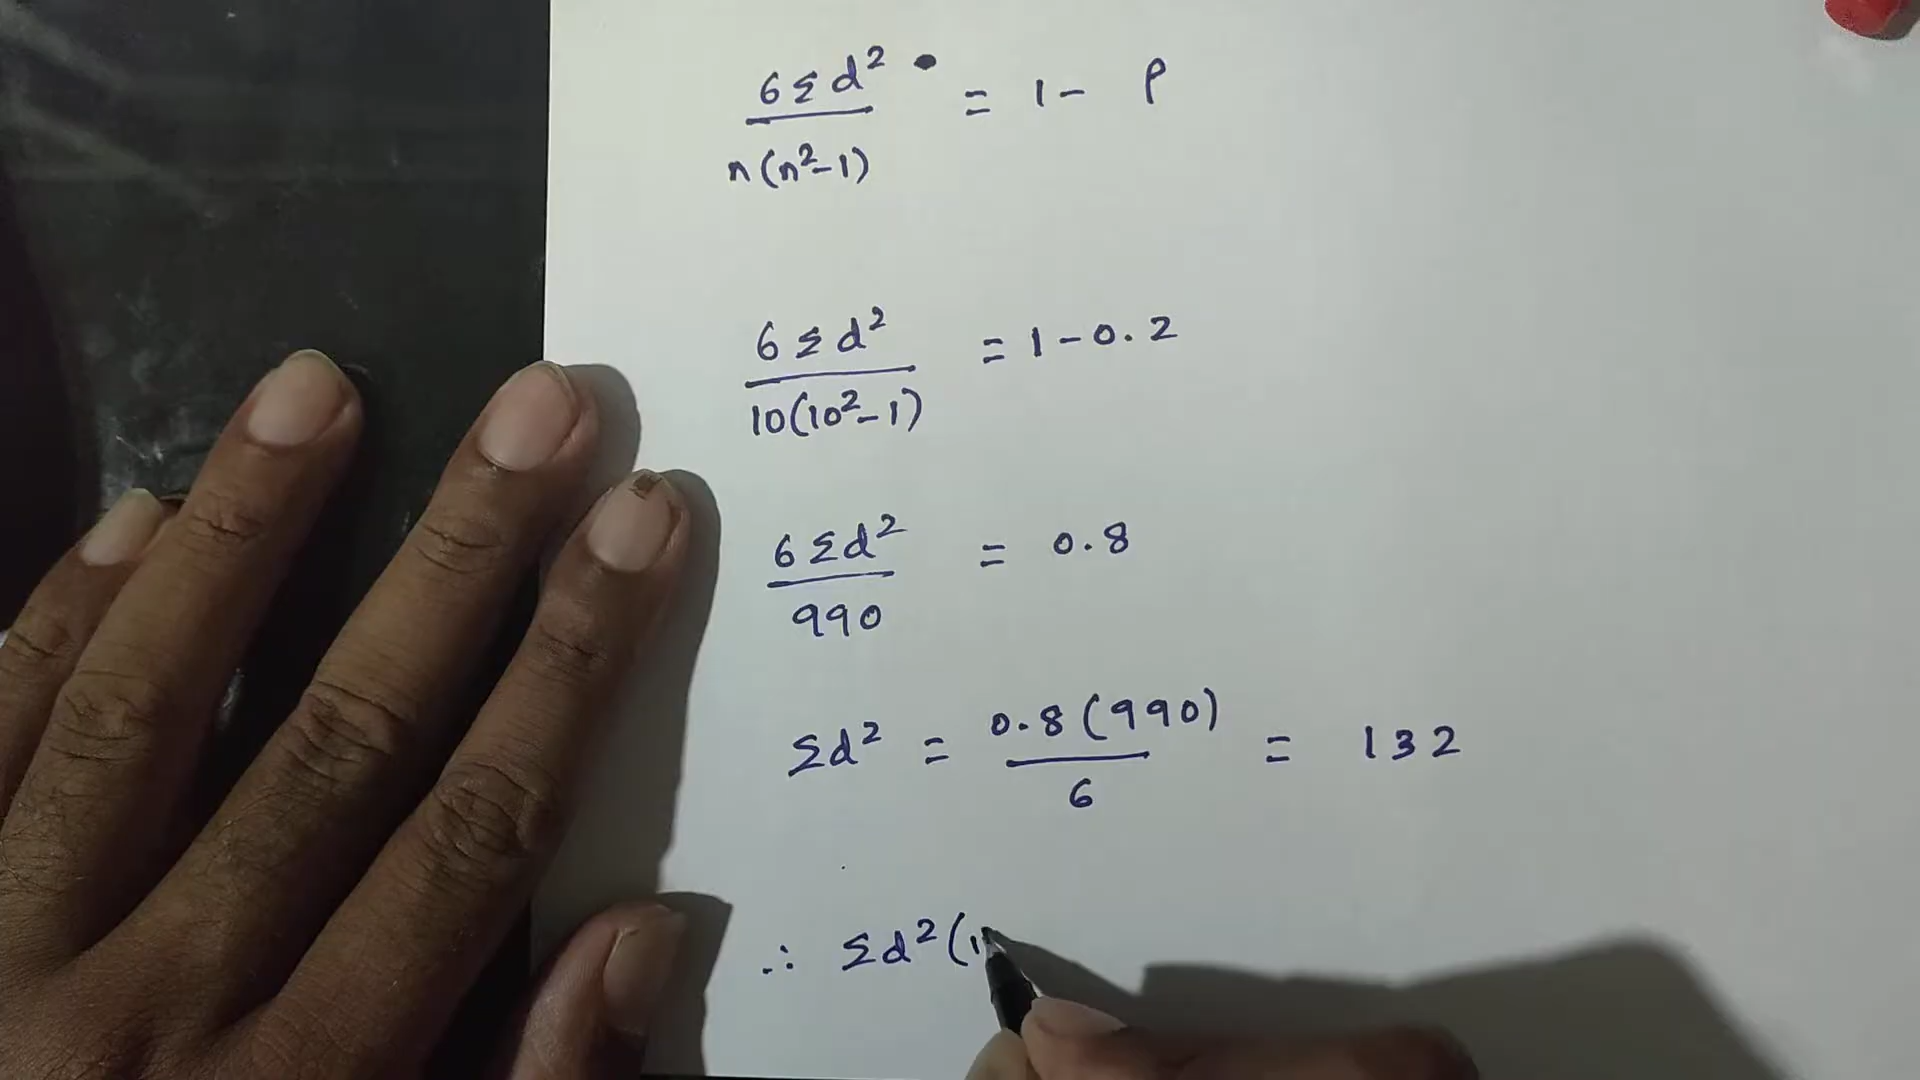 6Σd² = 1 - ρ
n(n²-1)
6Σd² = 1-0.2
10(10²-1)
6Σd² = 0.8
990
Σd² = 0.8(990) = 132
6
∴ Σd²(